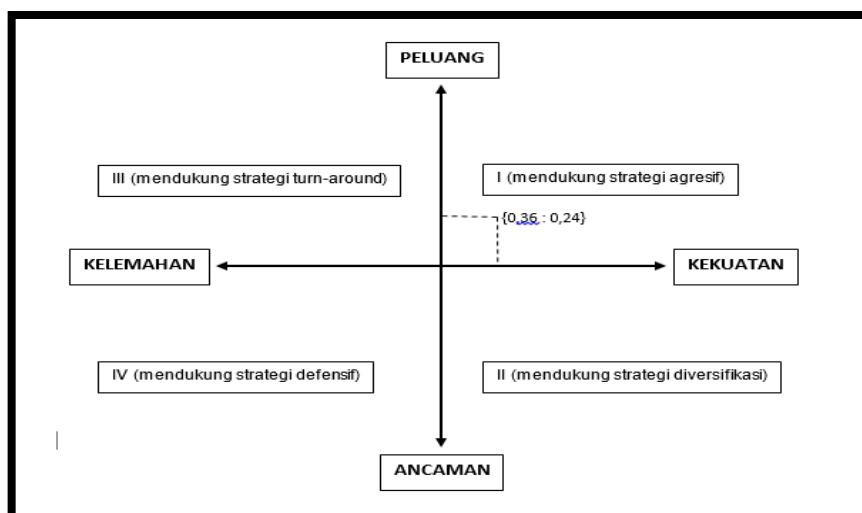 PELUANG
III (mendukung strategi turn-around)
I (mendukung strategi agresif)
{0,36 : 0,24}
KELEMAHAN
KEKUATAN
IV (mendukung strategi defensif)
II (mendukung strategi diversifikasi)
ANCAMAN